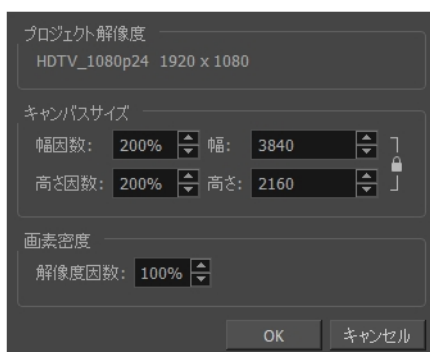 プロジェクト解像度
HDTV_1080p24 1920 x 1080
キャンバスサイズ
幅因数: 200% 幅: 3840
高さ因数: 200% 高さ: 2160
画素密度
解像度因数: 100%
OK キャンセル